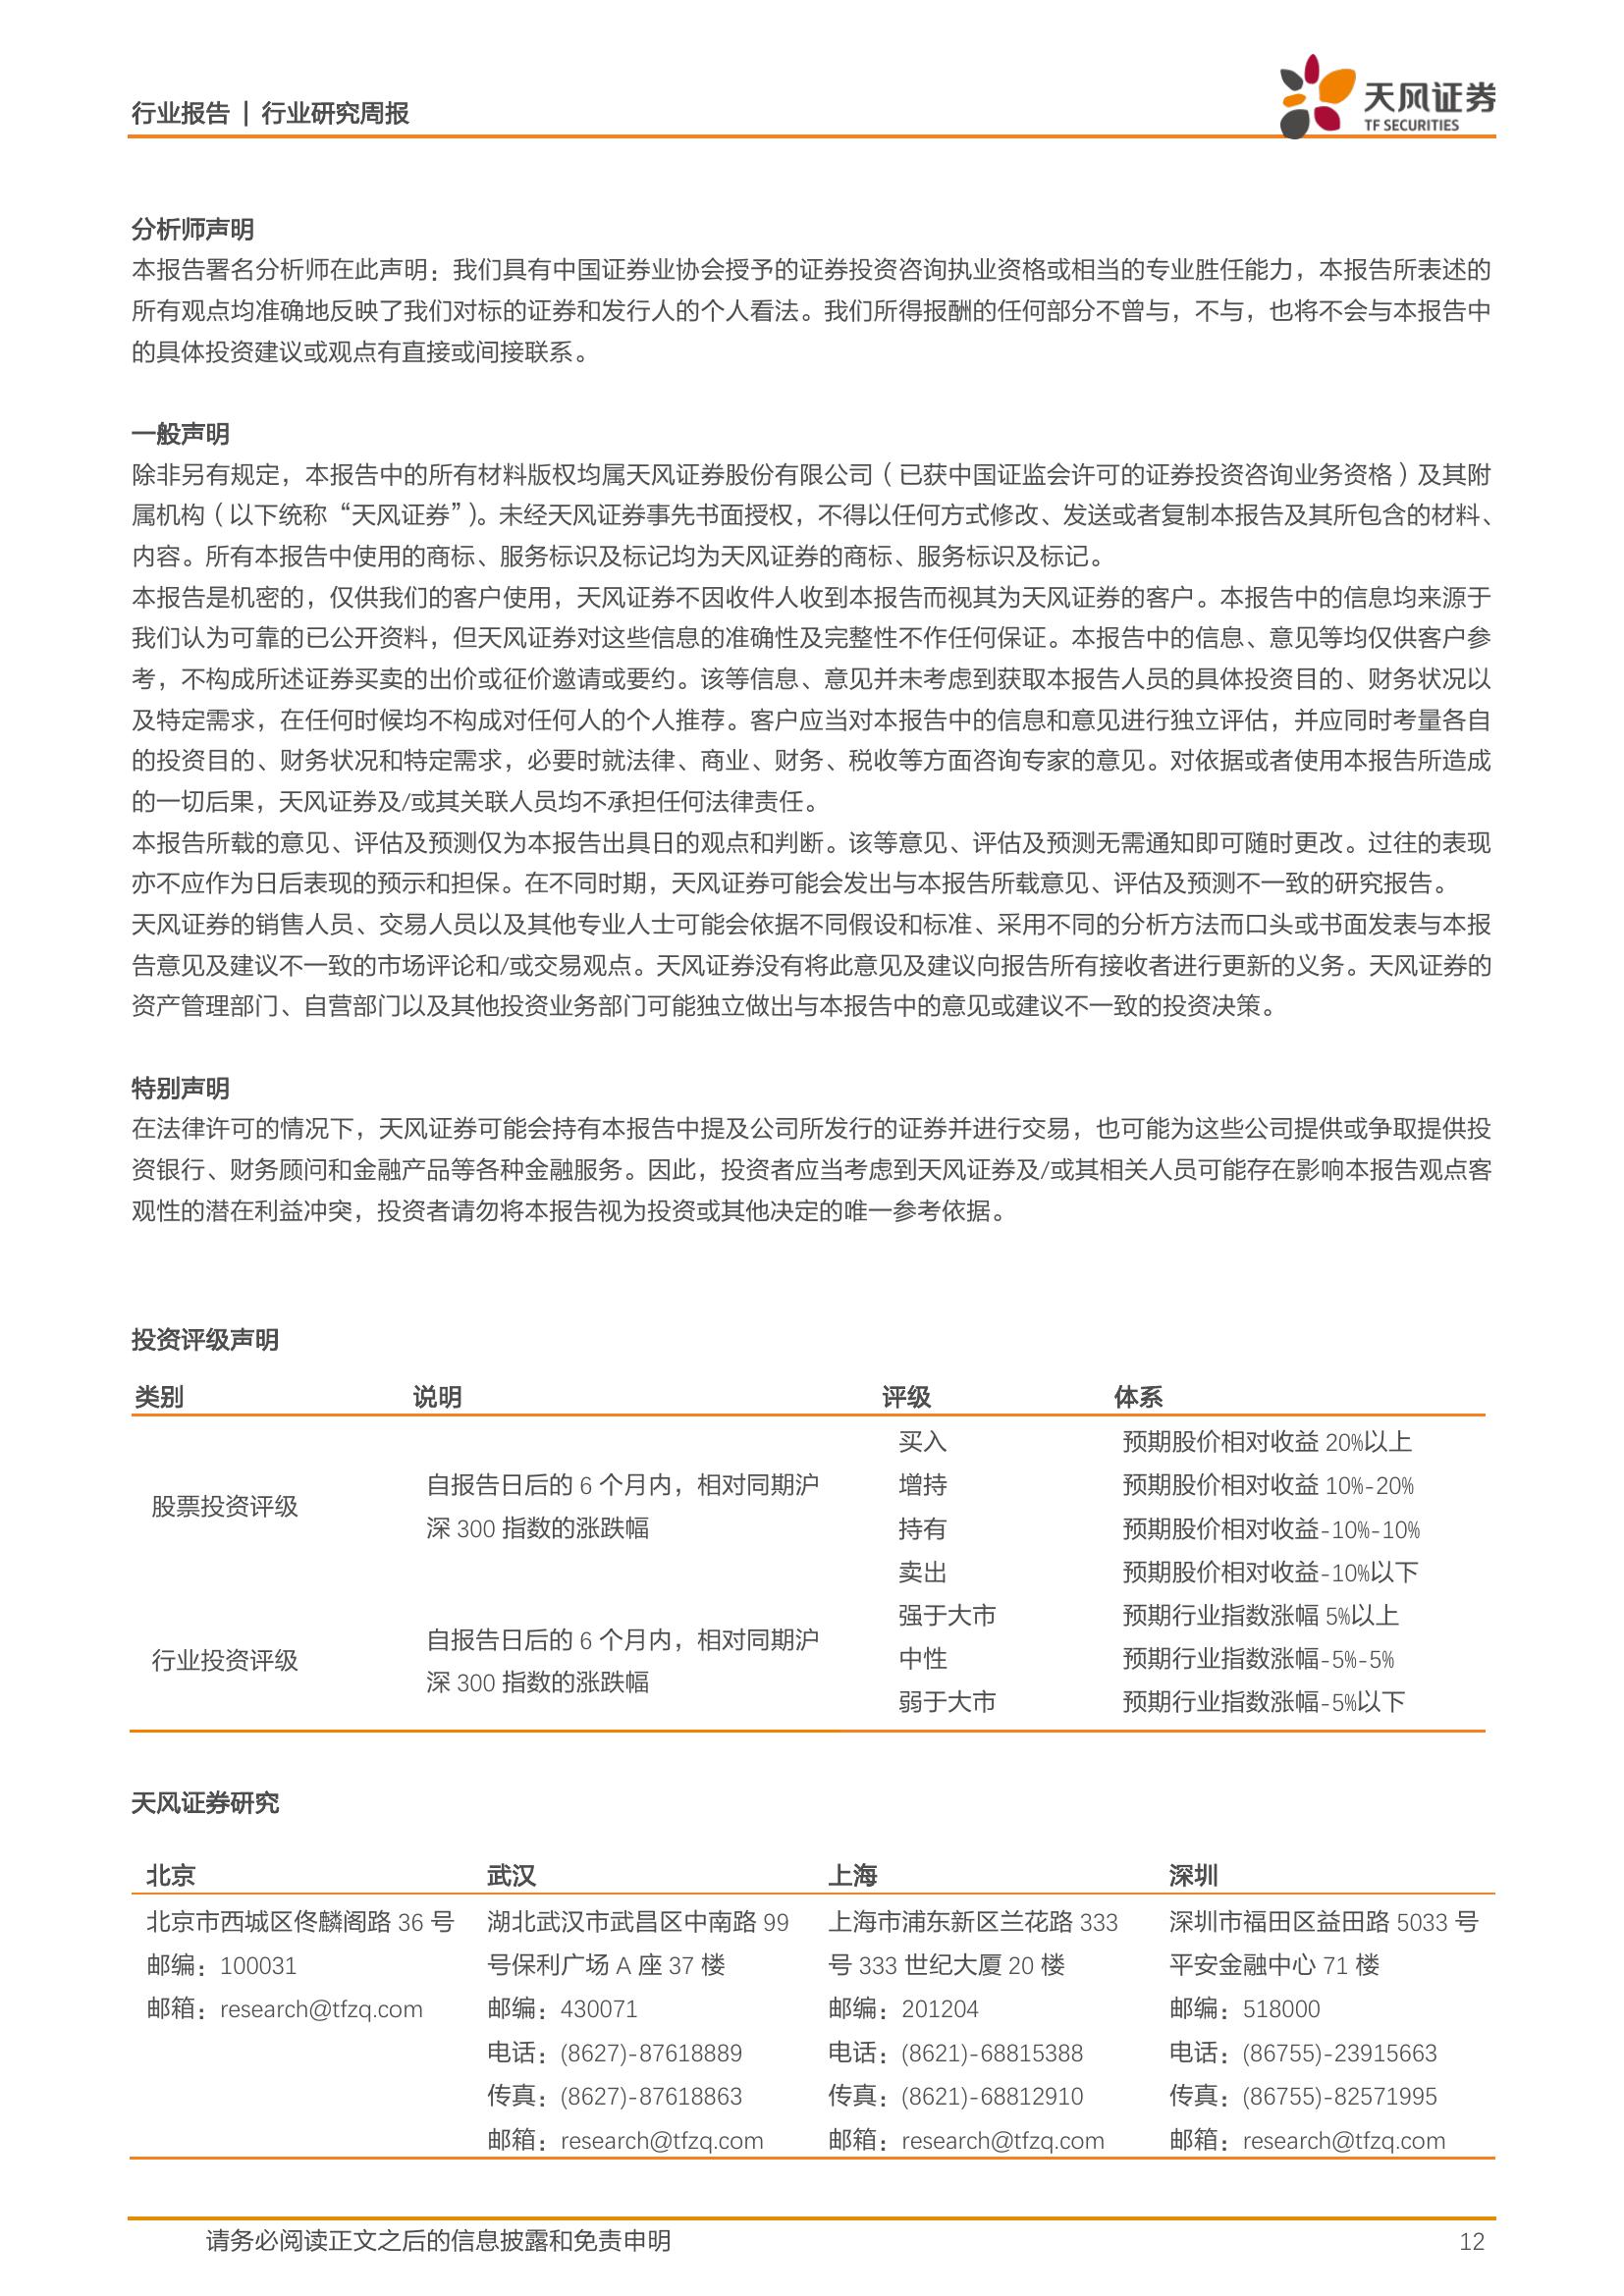 行业报告 | 行业研究周报
天风证券
TF SECURITIES
分析师声明
本报告署名分析师在此声明：我们具有中国证券业协会授予的证券投资咨询执业资格或相当的专业胜任能力，本报告所表述的
所有观点均准确地反映了我们对标的证券和发行人的个人看法。我们所得报酬的任何部分不曾与，不与，也将不会与本报告中
的具体投资建议或观点有直接或间接联系。
一般声明
除非另有规定，本报告中的所有材料版权均属天风证券股份有限公司（已获中国证监会许可的证券投资咨询业务资格）及其附
属机构（以下统称“天风证券”）。未经天风证券事先书面授权，不得以任何方式修改、发送或者复制本报告及其所包含的材料、
内容。所有本报告中使用的商标、服务标识及标记均为天风证券的商标、服务标识及标记。
本报告是机密的，仅供我们的客户使用，天风证券不因收件人收到本报告而视其为天风证券的客户。本报告中的信息均来源于
我们认为可靠的已公开资料，但天风证券对这些信息的准确性及完整性不作任何保证。本报告中的信息、意见等均仅供客户参
考，不构成所述证券买卖的出价或征价邀请或要约。该等信息、意见并未考虑到获取本报告人员的具体投资目的、财务状况以
及特定需求，在任何时候均不构成对任何人的个人推荐。客户应当对本报告中的信息和意见进行独立评估，并应同时考量各自
的投资目的、财务状况和特定需求，必要时就法律、商业、财务、税收等方面咨询专家的意见。对依据或者使用本报告所造成
的一切后果，天风证券及/或其关联人员均不承担任何法律责任。
本报告所载的意见、评估及预测仅为本报告出具日的观点和判断。该等意见、评估及预测无需通知即可随时更改。过往的表现
亦不应作为日后表现的预示和担保。在不同时期，天风证券可能会发出与本报告所载意见、评估及预测不一致的研究报告。
天风证券的销售人员、交易人员以及其他专业人士可能会依据不同假设和标准、采用不同的分析方法而口头或书面发表与本报
告意见及建议不一致的市场评论和/或交易观点。天风证券没有将此意见及建议向报告所有接收者进行更新的义务。天风证券的
资产管理部门、自营部门以及其他投资业务部门可能独立做出与本报告中的意见或建议不一致的投资决策。
特别声明
在法律许可的情况下，天风证券可能会持有本报告中提及公司所发行的证券并进行交易，也可能为这些公司提供或争取提供投
资银行、财务顾问和金融产品等各种金融服务。因此，投资者应当考虑到天风证券及/或其相关人员可能存在影响本报告观点客
观性的潜在利益冲突，投资者请勿将本报告视为投资或其他决定的唯一参考依据。
投资评级声明
类别 说明 评级 体系
股票投资评级
自报告日后的 6 个月内，相对同期沪
深 300 指数的涨跌幅
买入 预期股价相对收益 20%以上
增持 预期股价相对收益 10%-20%
持有 预期股价相对收益-10%-10%
卖出 预期股价相对收益-10%以下
行业投资评级
自报告日后的 6 个月内，相对同期沪
深 300 指数的涨跌幅
强于大市 预期行业指数涨幅 5%以上
中性 预期行业指数涨幅-5%-5%
弱于大市 预期行业指数涨幅-5%以下
天风证券研究
北京
北京市西城区佟麟阁路 36 号
邮编：100031
邮箱：research@tfzq.com
武汉
湖北武汉市武昌区中南路 99
号保利广场 A 座 37 楼
邮编：430071
电话：(8627)-87618889
传真：(8627)-87618863
邮箱：research@tfzq.com
上海
上海市浦东新区兰花路 333
号 333 世纪大厦 20 楼
邮编：201204
电话：(8621)-68815388
传真：(8621)-68812910
邮箱：research@tfzq.com
深圳
深圳市福田区益田路 5033 号
平安金融中心 71 楼
邮编：518000
电话：(86755)-23915663
传真：(86755)-82571995
邮箱：research@tfzq.com
请务必阅读正文之后的信息披露和免责申明 12